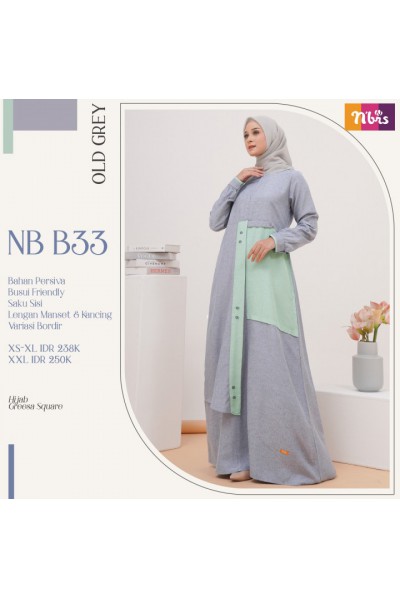 Nbrs
OLD GREY
NB B33
Bahan Persiva
Busui Friendly
Saku Sisi
Lengan Manset & Kancing
Variasi Bordir
XS-XL IDR 238K
XXL IDR 250K
Hijab
Greesa Square